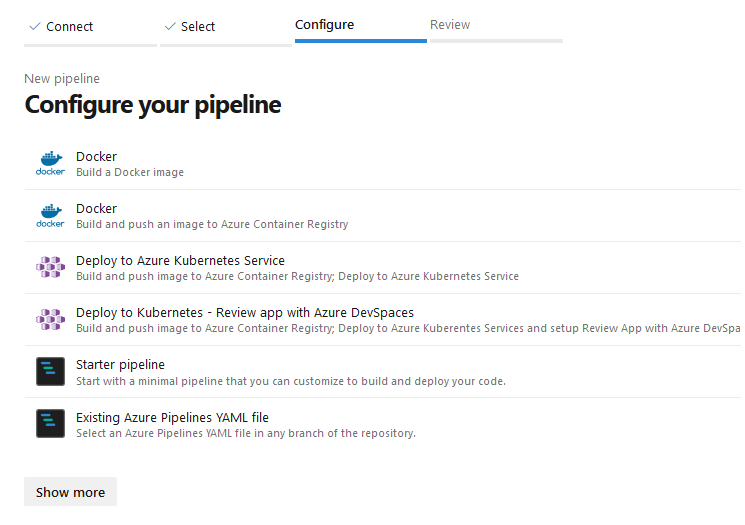 Connect
Select
Configure
Review
New pipeline
Configure your pipeline
docker
Docker
Build a Docker image
docker
Docker
Build and push an image to Azure Container Registry
Deploy to Azure Kubernetes Service
Build and push image to Azure Container Registry; Deploy to Azure Kubernetes Service
Deploy to Kubernetes - Review app with Azure DevSpaces
Build and push image to Azure Container Registry; Deploy to Azure Kuberentes Services and setup Review App with Azure DevSpa
Starter pipeline
Start with a minimal pipeline that you can customize to build and deploy your code.
Existing Azure Pipelines YAML file
Select an Azure Pipelines YAML file in any branch of the repository.
Show more